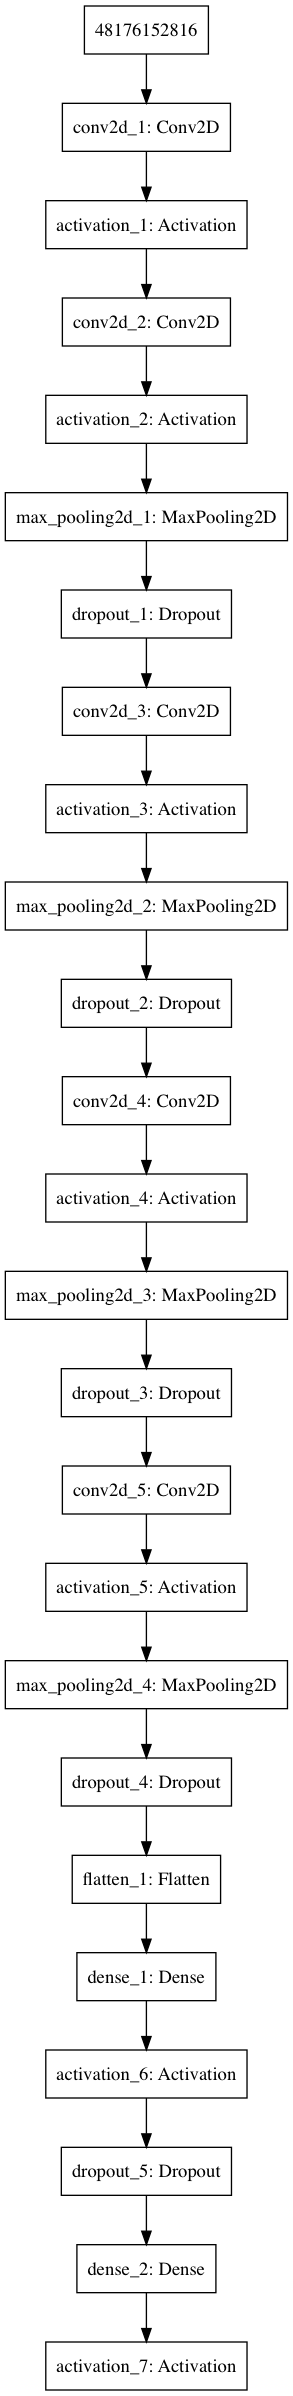 48176152816
conv2d_1: Conv2D
activation_1: Activation
conv2d_2: Conv2D
activation_2: Activation
max_pooling2d_1: MaxPooling2D
dropout_1: Dropout
conv2d_3: Conv2D
activation_3: Activation
max_pooling2d_2: MaxPooling2D
dropout_2: Dropout
conv2d_4: Conv2D
activation_4: Activation
max_pooling2d_3: MaxPooling2D
dropout_3: Dropout
conv2d_5: Conv2D
activation_5: Activation
max_pooling2d_4: MaxPooling2D
dropout_4: Dropout
flatten_1: Flatten
dense_1: Dense
activation_6: Activation
dropout_5: Dropout
dense_2: Dense
activation_7: Activation